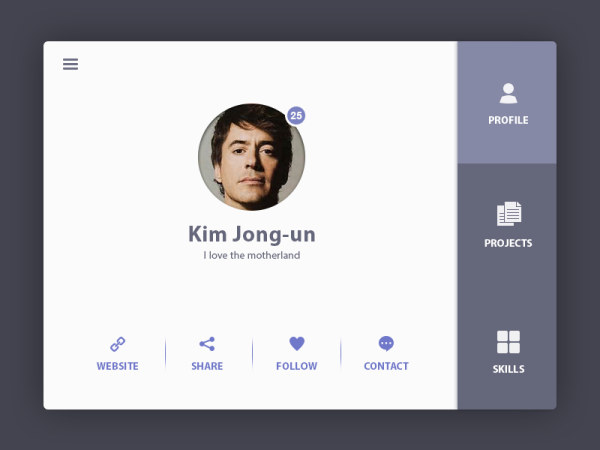 25
Kim Jong-un
I love the motherland
WEBSITE
SHARE
FOLLOW
CONTACT
PROFILE
PROJECTS
SKILLS